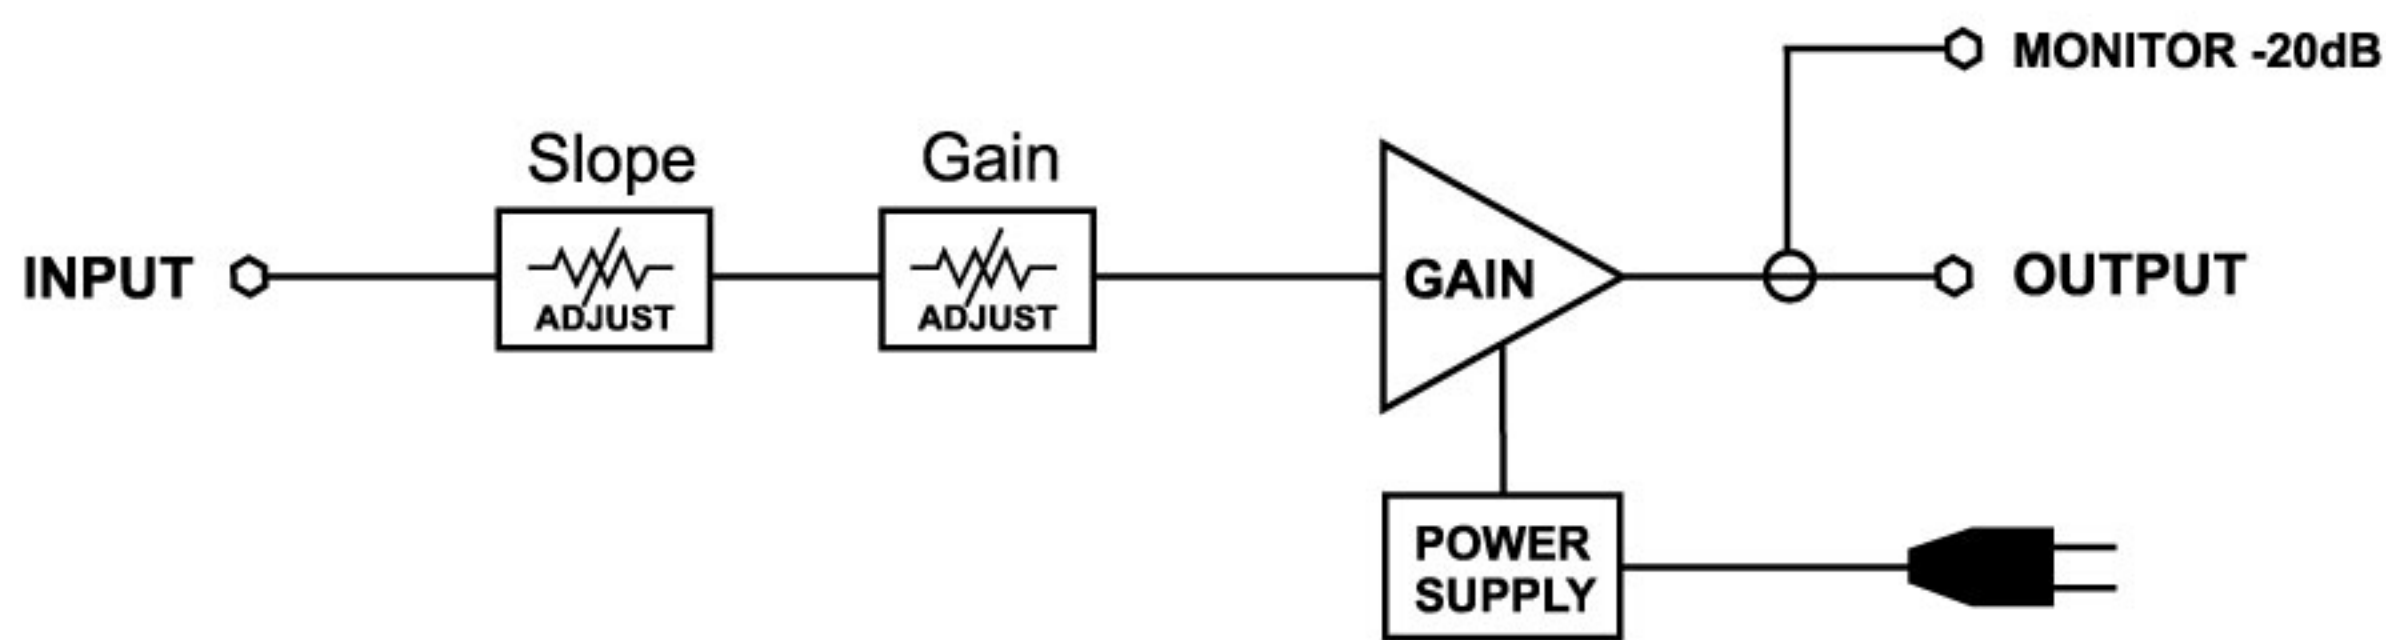 MONITOR -20dB
Slope
Gain
INPUT
ADJUST
ADJUST
GAIN
OUTPUT
POWER
SUPPLY